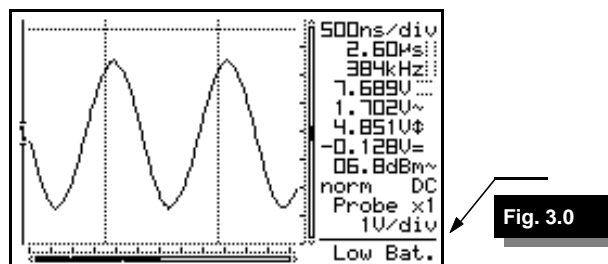 500ns/div
2.60µs
384kHz
7.689V
1.702V~
4.851V⇕
-0.128V=
06.8dBm~
norm DC
Probe x1
1V/div
Low Bat.
Fig. 3.0